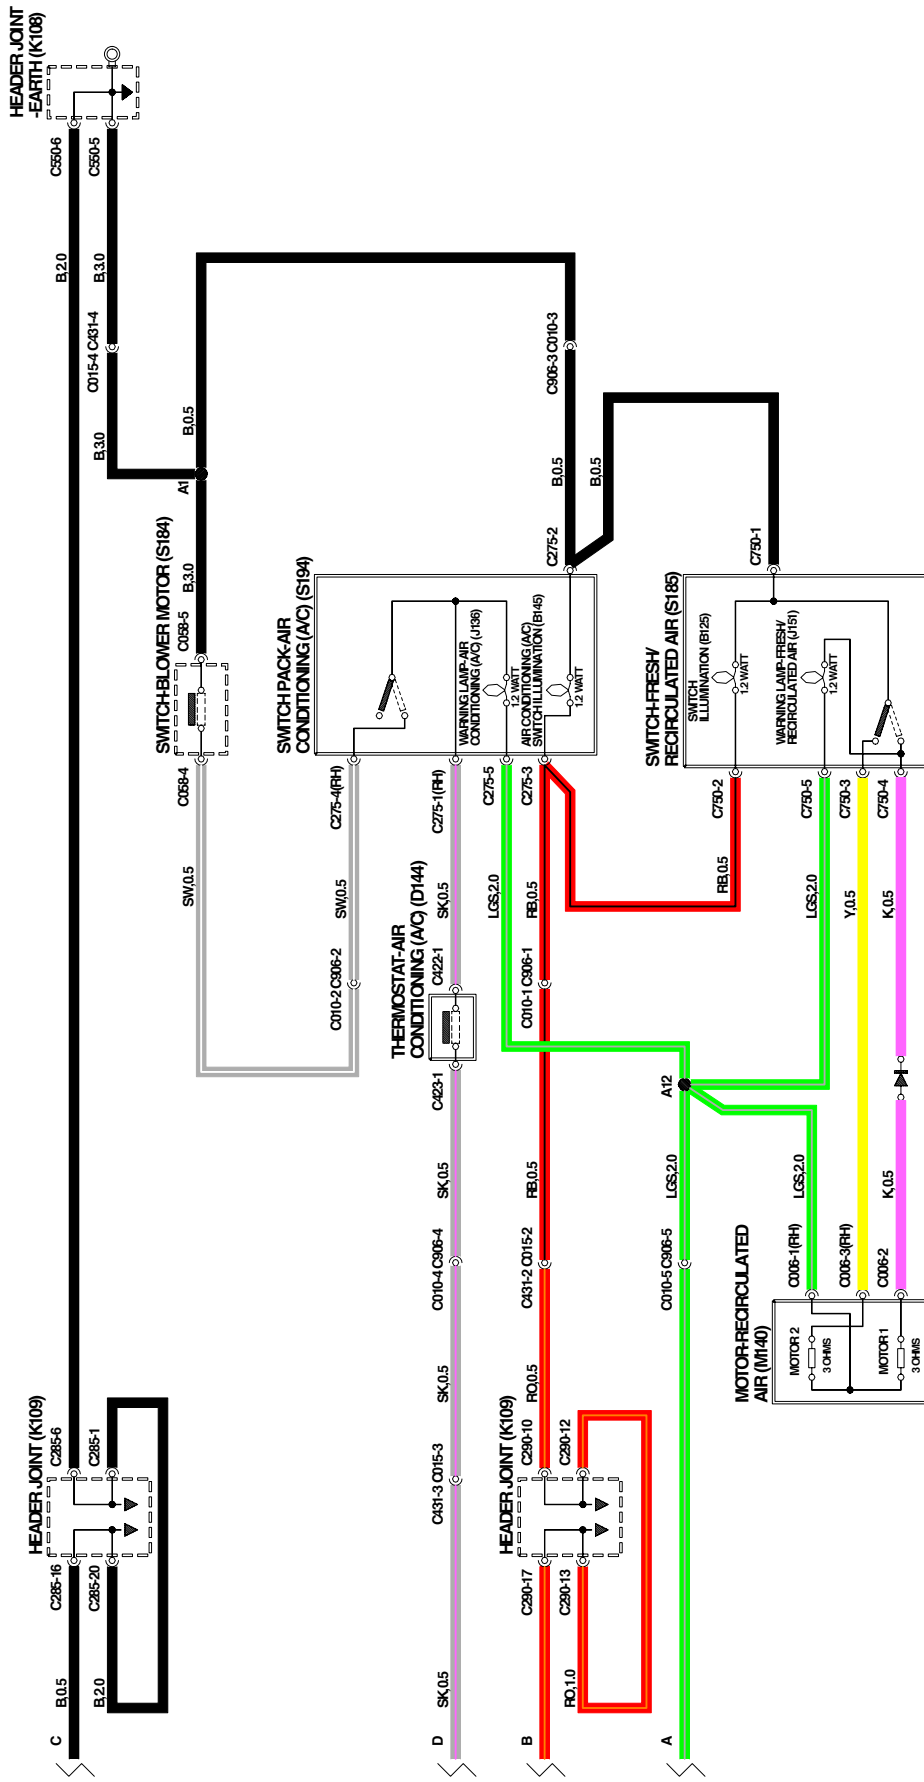 HEADER JOINT
-EARTH (K108)
C550-6
C550-5
B,2.0
B,3.0
C015-4 C431-4
B,3.0
B,0.5
A1
C906-3 C010-3
B,0.5
B,0.5
SWITCH-BLOWER MOTOR (S184)
C058-5
B,3.0
C058-4
SW,0.5
SWITCH PACK-AIR
CONDITIONING (A/C) (S194)
C275-2
WARNING LAMP-AIR
CONDITIONING (A/C) (J136)
1.2 WATT
AIR CONDITIONING (A/C)
SWITCH ILLUMINATION (B145)
1.2 WATT
C275-4(RH)
C275-1(RH)
C275-5
C275-3
SW,0.5
SK,0.5
LGS,2.0
RB,0.5
C010-2 C906-2
C422-1
THERMOSTAT-AIR
CONDITIONING (A/C) (D144)
C423-1
C010-1 C906-1
SWITCH-FRESH/
RECIRCULATED AIR (S185)
C750-1
SWITCH
ILLUMINATION (B125)
1.2 WATT
WARNING LAMP-FRESH/
RECIRCULATED AIR (J151)
1.2 WATT
C750-2
C750-5
C750-3
C750-4
RB,0.5
LGS,2.0
Y,0.5
K,0.5
A12
SK,0.5
RB,0.5
LGS,2.0
LGS,2.0
K,0.5
C010-4 C906-4
C431-2 C015-2
C010-5 C906-5
C006-1(RH)
C006-3(RH)
C006-2
MOTOR-RECIRCULATED
AIR (M140)
MOTOR 2
3 OHMS
MOTOR 1
3 OHMS
SK,0.5
RO,0.5
HEADER JOINT (K109)
C285-6
C285-1
C285-16
C285-20
C431-3 C015-3
HEADER JOINT (K109)
C290-10
C290-12
C290-17
C290-13
B,0.5
B,2.0
SK,0.5
RO,1.0
C
D
B
A